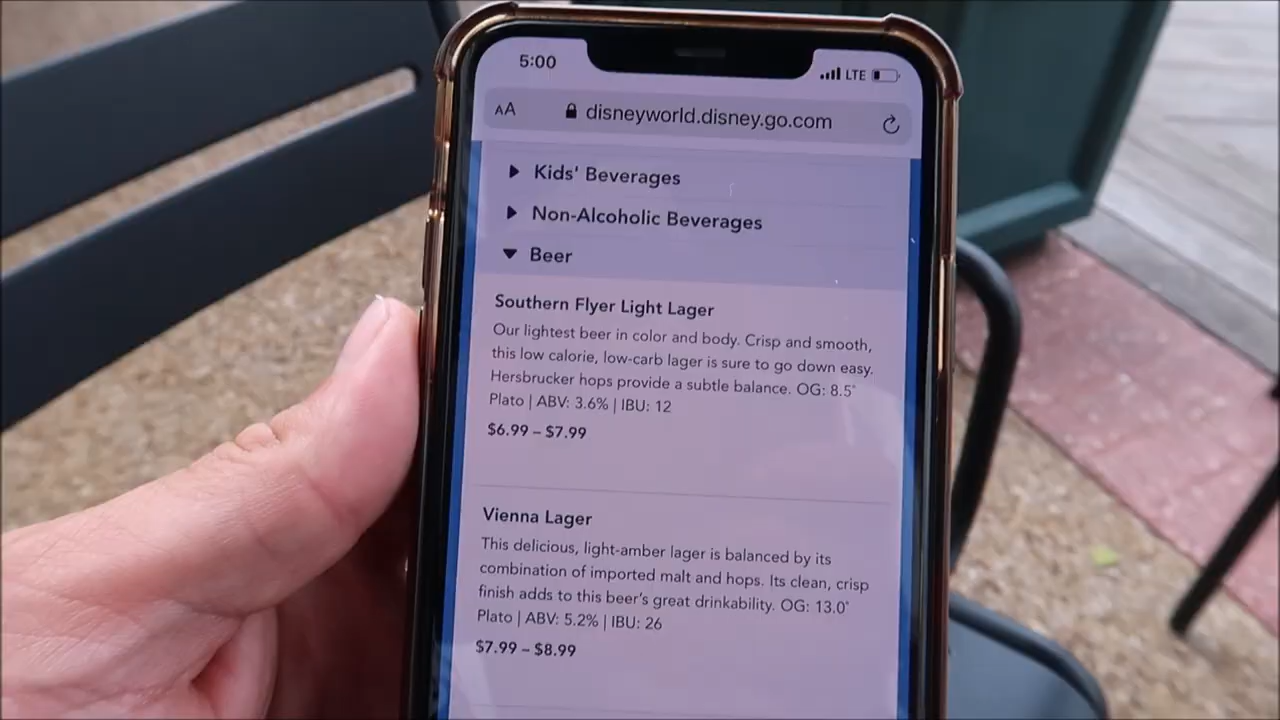 5:00
LTE
AA
disneyworld.disney.go.com
Kids' Beverages
Non-Alcoholic Beverages
Beer
Southern Flyer Light Lager
Our lightest beer in color and body. Crisp and smooth,
this low calorie, low-carb lager is sure to go down easy.
Hersbrucker hops provide a subtle balance. OG: 8.5°
Plato | ABV: 3.6% | IBU: 12
$6.99 – $7.99
Vienna Lager
This delicious, light-amber lager is balanced by its
combination of imported malt and hops. Its clean, crisp
finish adds to this beer's great drinkability. OG: 13.0°
Plato | ABV: 5.2% | IBU: 26
$7.99 – $8.99